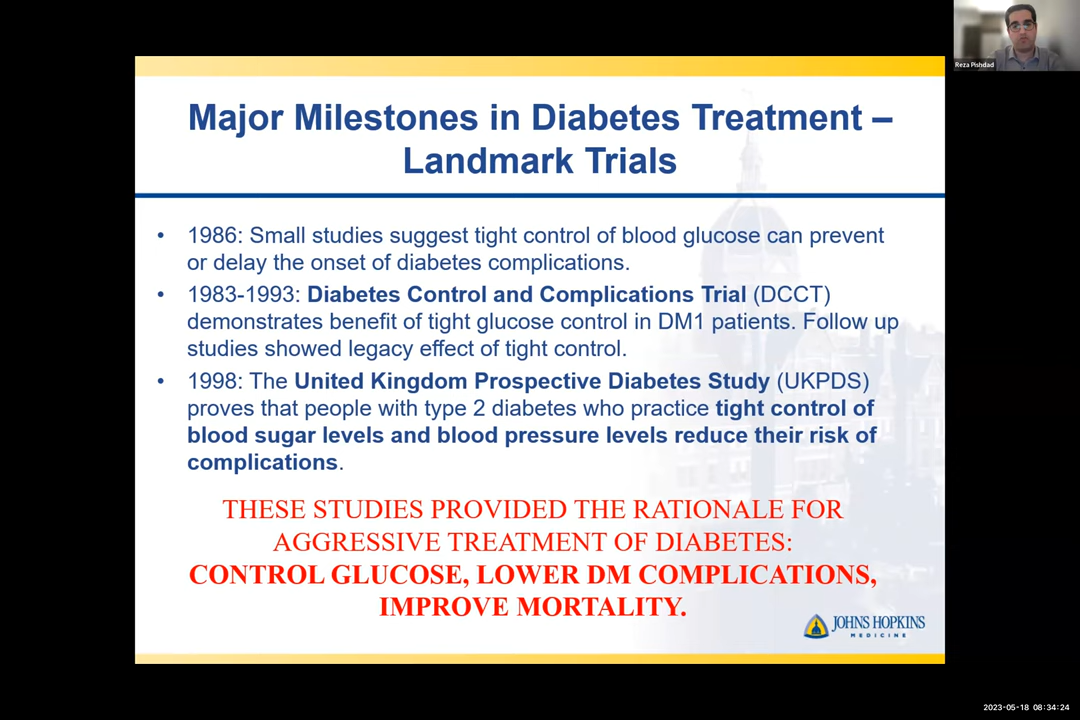 Reza Pishdad
Major Milestones in Diabetes Treatment –
Landmark Trials
• 1986: Small studies suggest tight control of blood glucose can prevent
or delay the onset of diabetes complications.
• 1983-1993: Diabetes Control and Complications Trial (DCCT)
demonstrates benefit of tight glucose control in DM1 patients. Follow up
studies showed legacy effect of tight control.
• 1998: The United Kingdom Prospective Diabetes Study (UKPDS)
proves that people with type 2 diabetes who practice tight control of
blood sugar levels and blood pressure levels reduce their risk of
complications.
THESE STUDIES PROVIDED THE RATIONALE FOR
AGGRESSIVE TREATMENT OF DIABETES:
CONTROL GLUCOSE, LOWER DM COMPLICATIONS,
IMPROVE MORTALITY.
JOHNS HOPKINS
MEDICINE
2023-05-18 08:34:24